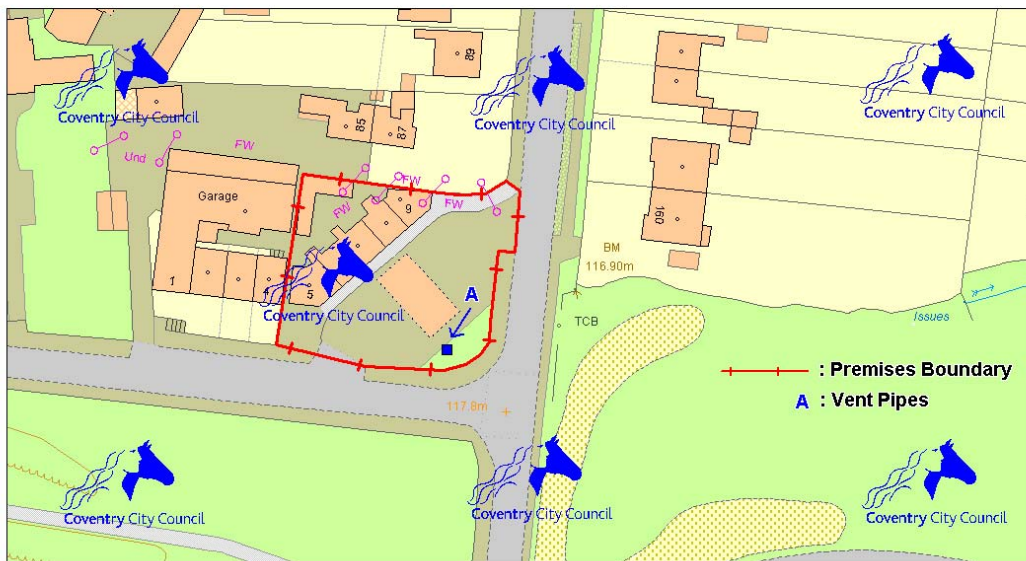 89
Coventry City Council
Coventry City Council
Coventry City Council
85
87
Und
FW
Garage
FW
FW
FW
9
160
BM
116.90m
1
4
5
A
Coventry City Council
TCB
Issues
: Premises Boundary
A : Vent Pipes
117.8m
Coventry City Council
Coventry City Council
Coventry City Council